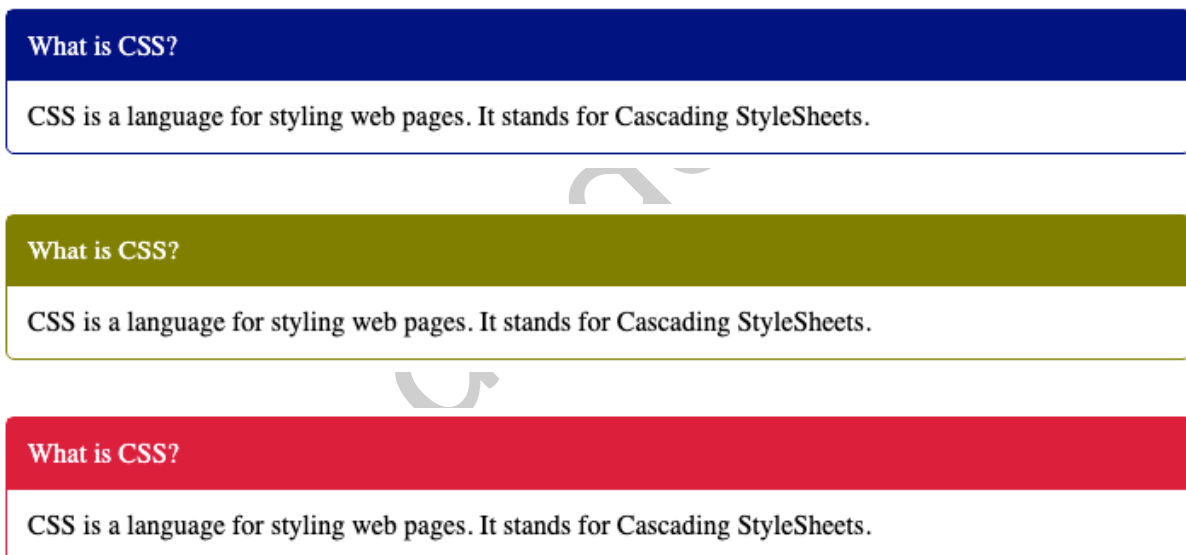 What is CSS?
CSS is a language for styling web pages. It stands for Cascading StyleSheets.
What is CSS?
CSS is a language for styling web pages. It stands for Cascading StyleSheets.
What is CSS?
CSS is a language for styling web pages. It stands for Cascading StyleSheets.